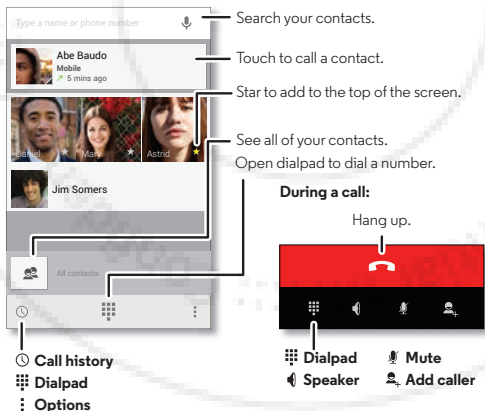 Type a name or phone number
Search your contacts.
Abe Baudo
Mobile
5 mins ago
Touch to call a contact.
Star to add to the top of the screen.
Daniel
Mary
Astrid
See all of your contacts.
Open dialpad to dial a number.
Jim Somers
During a call:
Hang up.
All contacts
Call history
Dialpad
Options
Dialpad
Mute
Speaker
Add caller